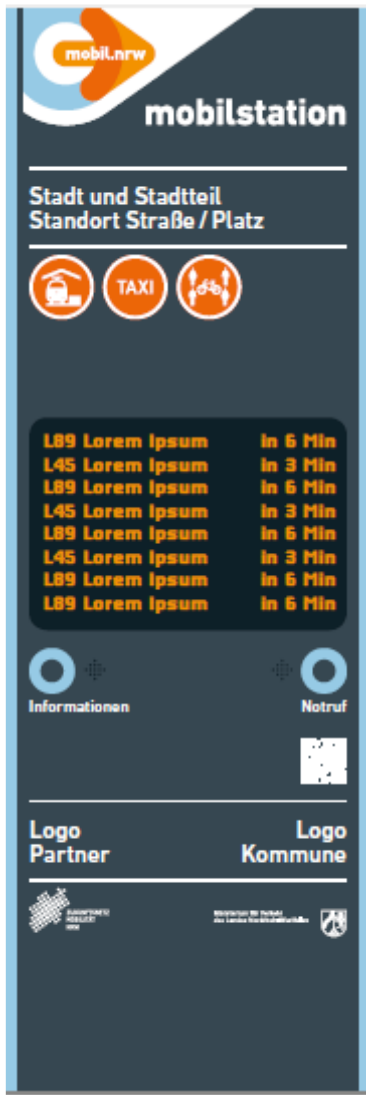 mobil.nrw
mobilstation
Stadt und Stadtteil
Standort Straße / Platz
TAXI
L89 Lorem Ipsum in 6 Min
L45 Lorem Ipsum in 3 Min
L89 Lorem Ipsum in 6 Min
L45 Lorem Ipsum in 3 Min
L89 Lorem Ipsum in 6 Min
L45 Lorem Ipsum in 3 Min
L89 Lorem Ipsum in 6 Min
L89 Lorem Ipsum in 6 Min
Informationen Notruf
Logo Logo
Partner Kommune